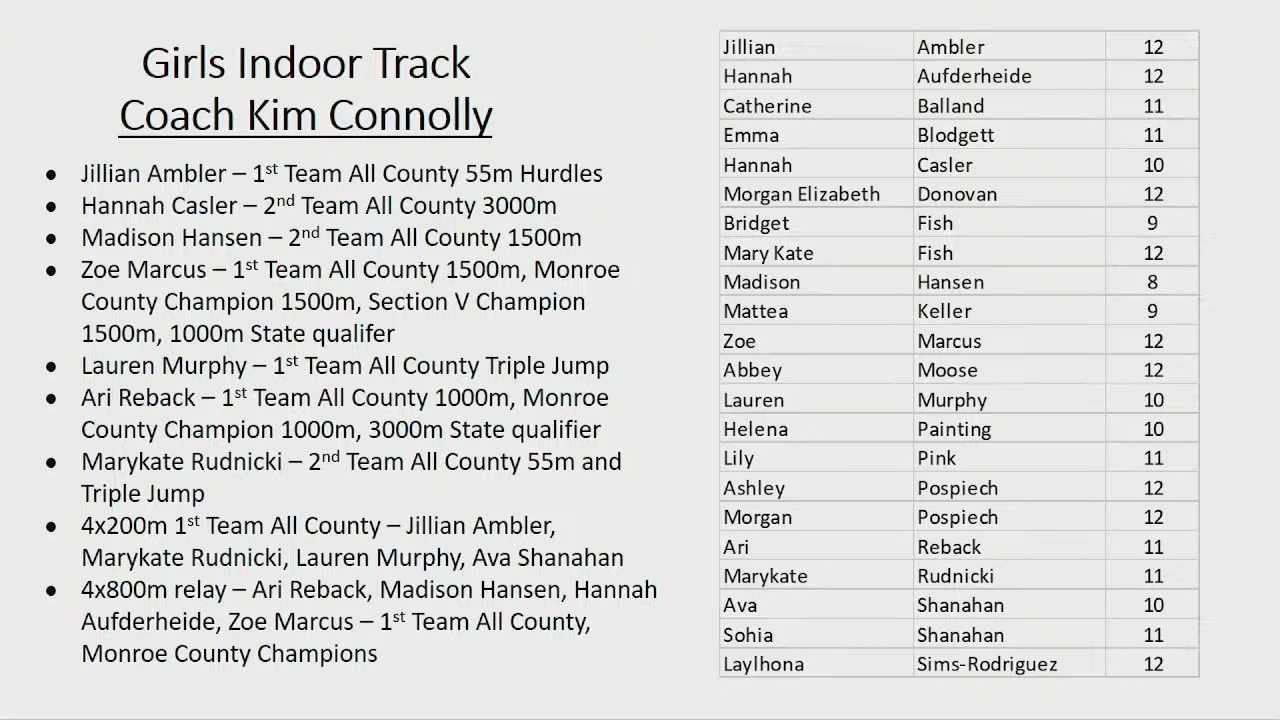 Girls Indoor Track
Coach Kim Connolly
● Jillian Ambler – 1st Team All County 55m Hurdles
● Hannah Casler – 2nd Team All County 3000m
● Madison Hansen – 2nd Team All County 1500m
● Zoe Marcus – 1st Team All County 1500m, Monroe
County Champion 1500m, Section V Champion
1500m, 1000m State qualifer
● Lauren Murphy – 1st Team All County Triple Jump
● Ari Reback – 1st Team All County 1000m, Monroe
County Champion 1000m, 3000m State qualifier
● Marykate Rudnicki – 2nd Team All County 55m and
Triple Jump
● 4x200m 1st Team All County – Jillian Ambler,
Marykate Rudnicki, Lauren Murphy, Ava Shanahan
● 4x800m relay – Ari Reback, Madison Hansen, Hannah
Aufderheide, Zoe Marcus – 1st Team All County,
Monroe County Champions
Jillian Ambler 12
Hannah Aufderheide 12
Catherine Balland 11
Emma Blodgett 11
Hannah Casler 10
Morgan Elizabeth Donovan 12
Bridget Fish 9
Mary Kate Fish 12
Madison Hansen 8
Mattea Keller 9
Zoe Marcus 12
Abbey Moose 12
Lauren Murphy 10
Helena Painting 10
Lily Pink 11
Ashley Pospiech 12
Morgan Pospiech 12
Ari Reback 11
Marykate Rudnicki 11
Ava Shanahan 10
Sohia Shanahan 11
Laylhona Sims-Rodriguez 12